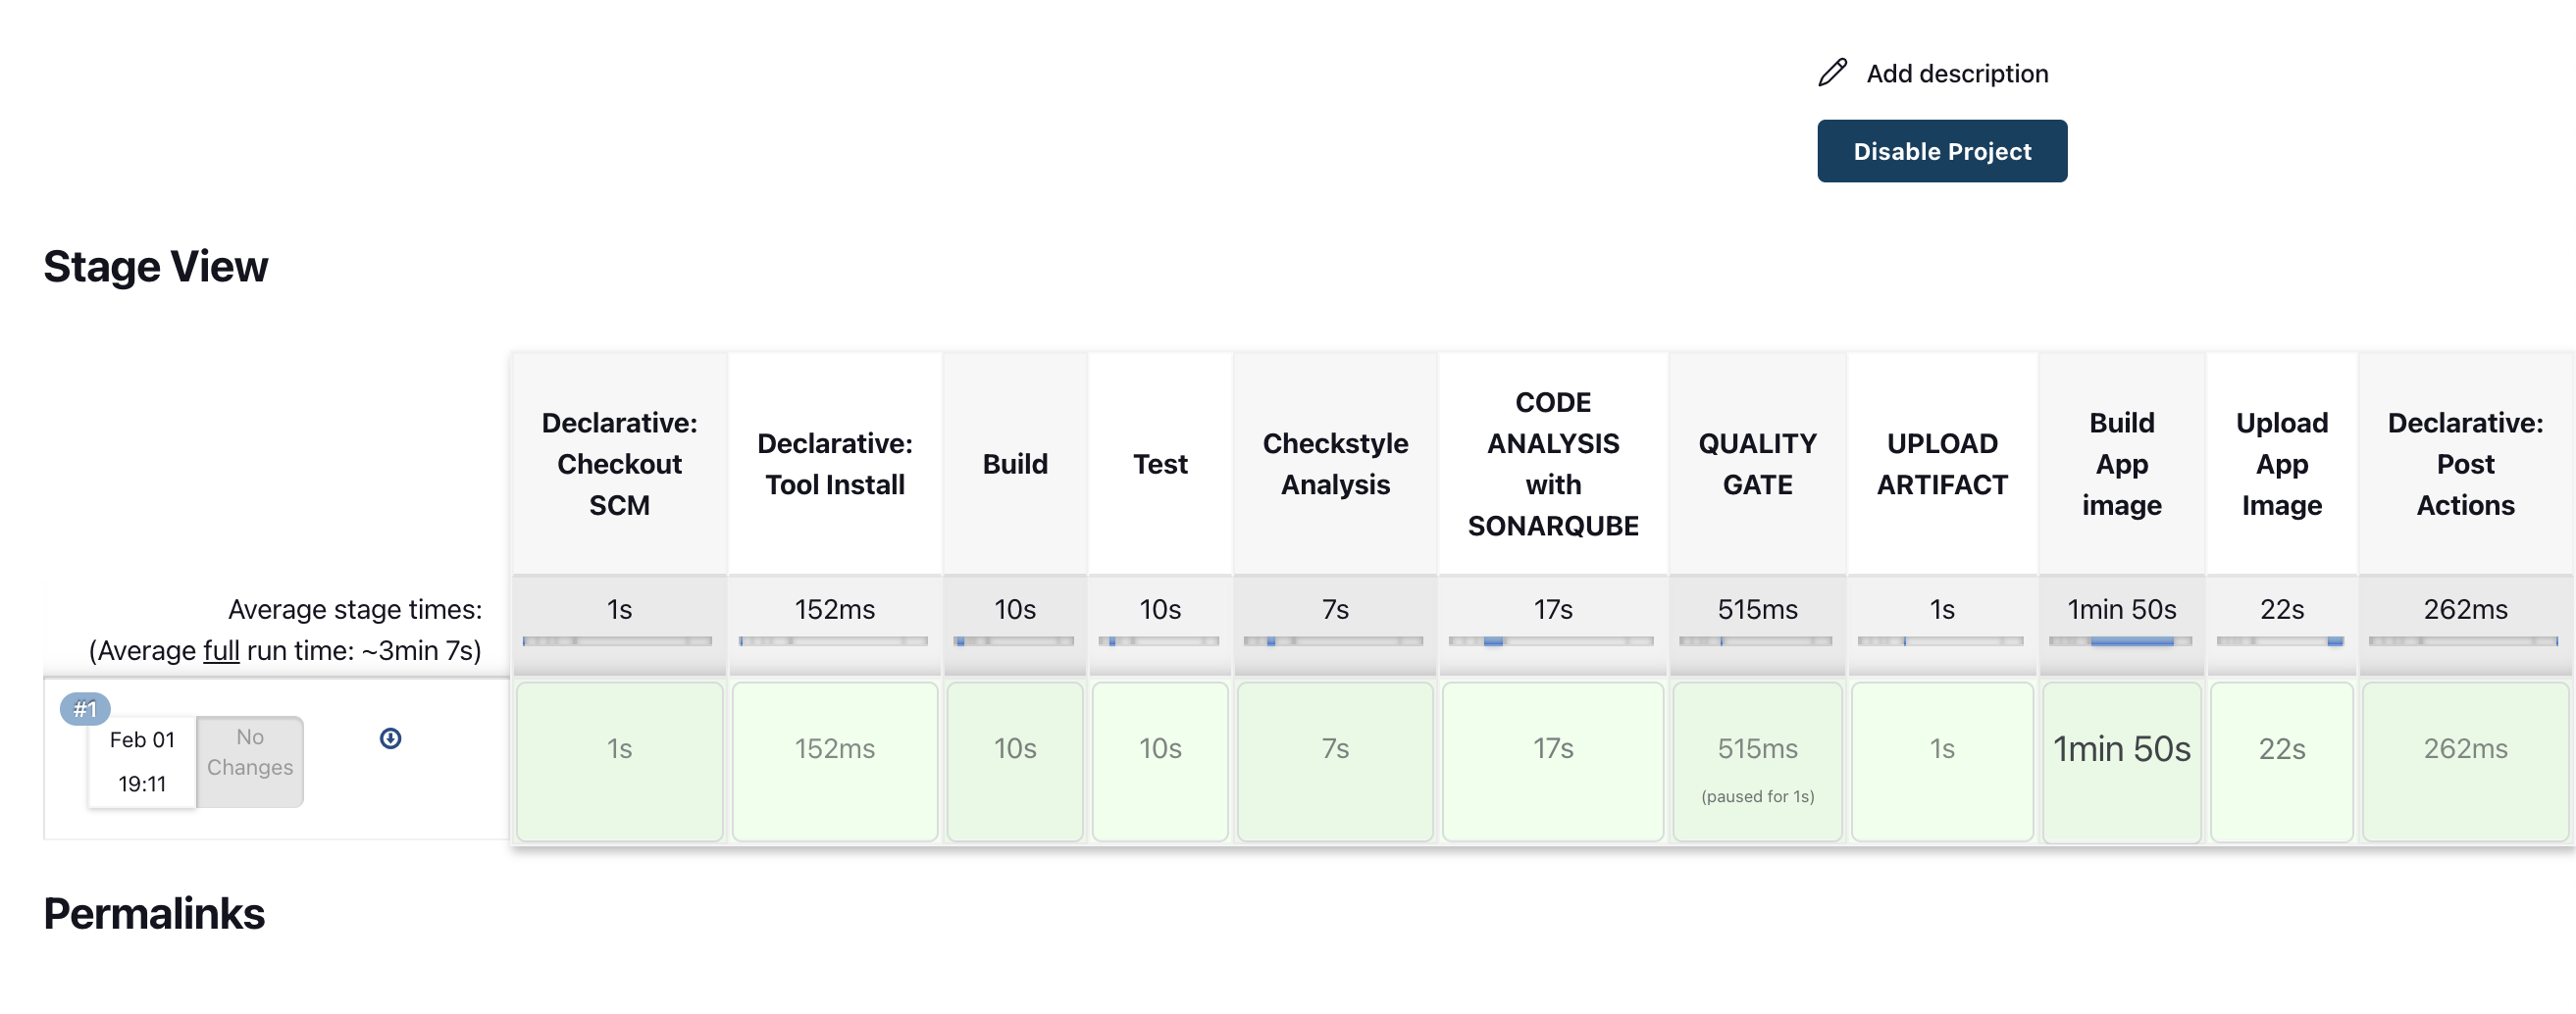 Add description
Disable Project
Stage View
Declarative:
Checkout
SCM
Declarative:
Tool Install
Build
Test
Checkstyle
Analysis
CODE
ANALYSIS
with
SONARQUBE
QUALITY
GATE
UPLOAD
ARTIFACT
Build
App
image
Upload
App
Image
Declarative:
Post
Actions
Average stage times:
(Average full run time: ~3min 7s)
1s
152ms
10s
10s
7s
17s
515ms
1s
1min 50s
22s
262ms
#1
Feb 01
19:11
No
Changes
1s
152ms
10s
10s
7s
17s
515ms
(paused for 1s)
1s
1min 50s
22s
262ms
Permalinks